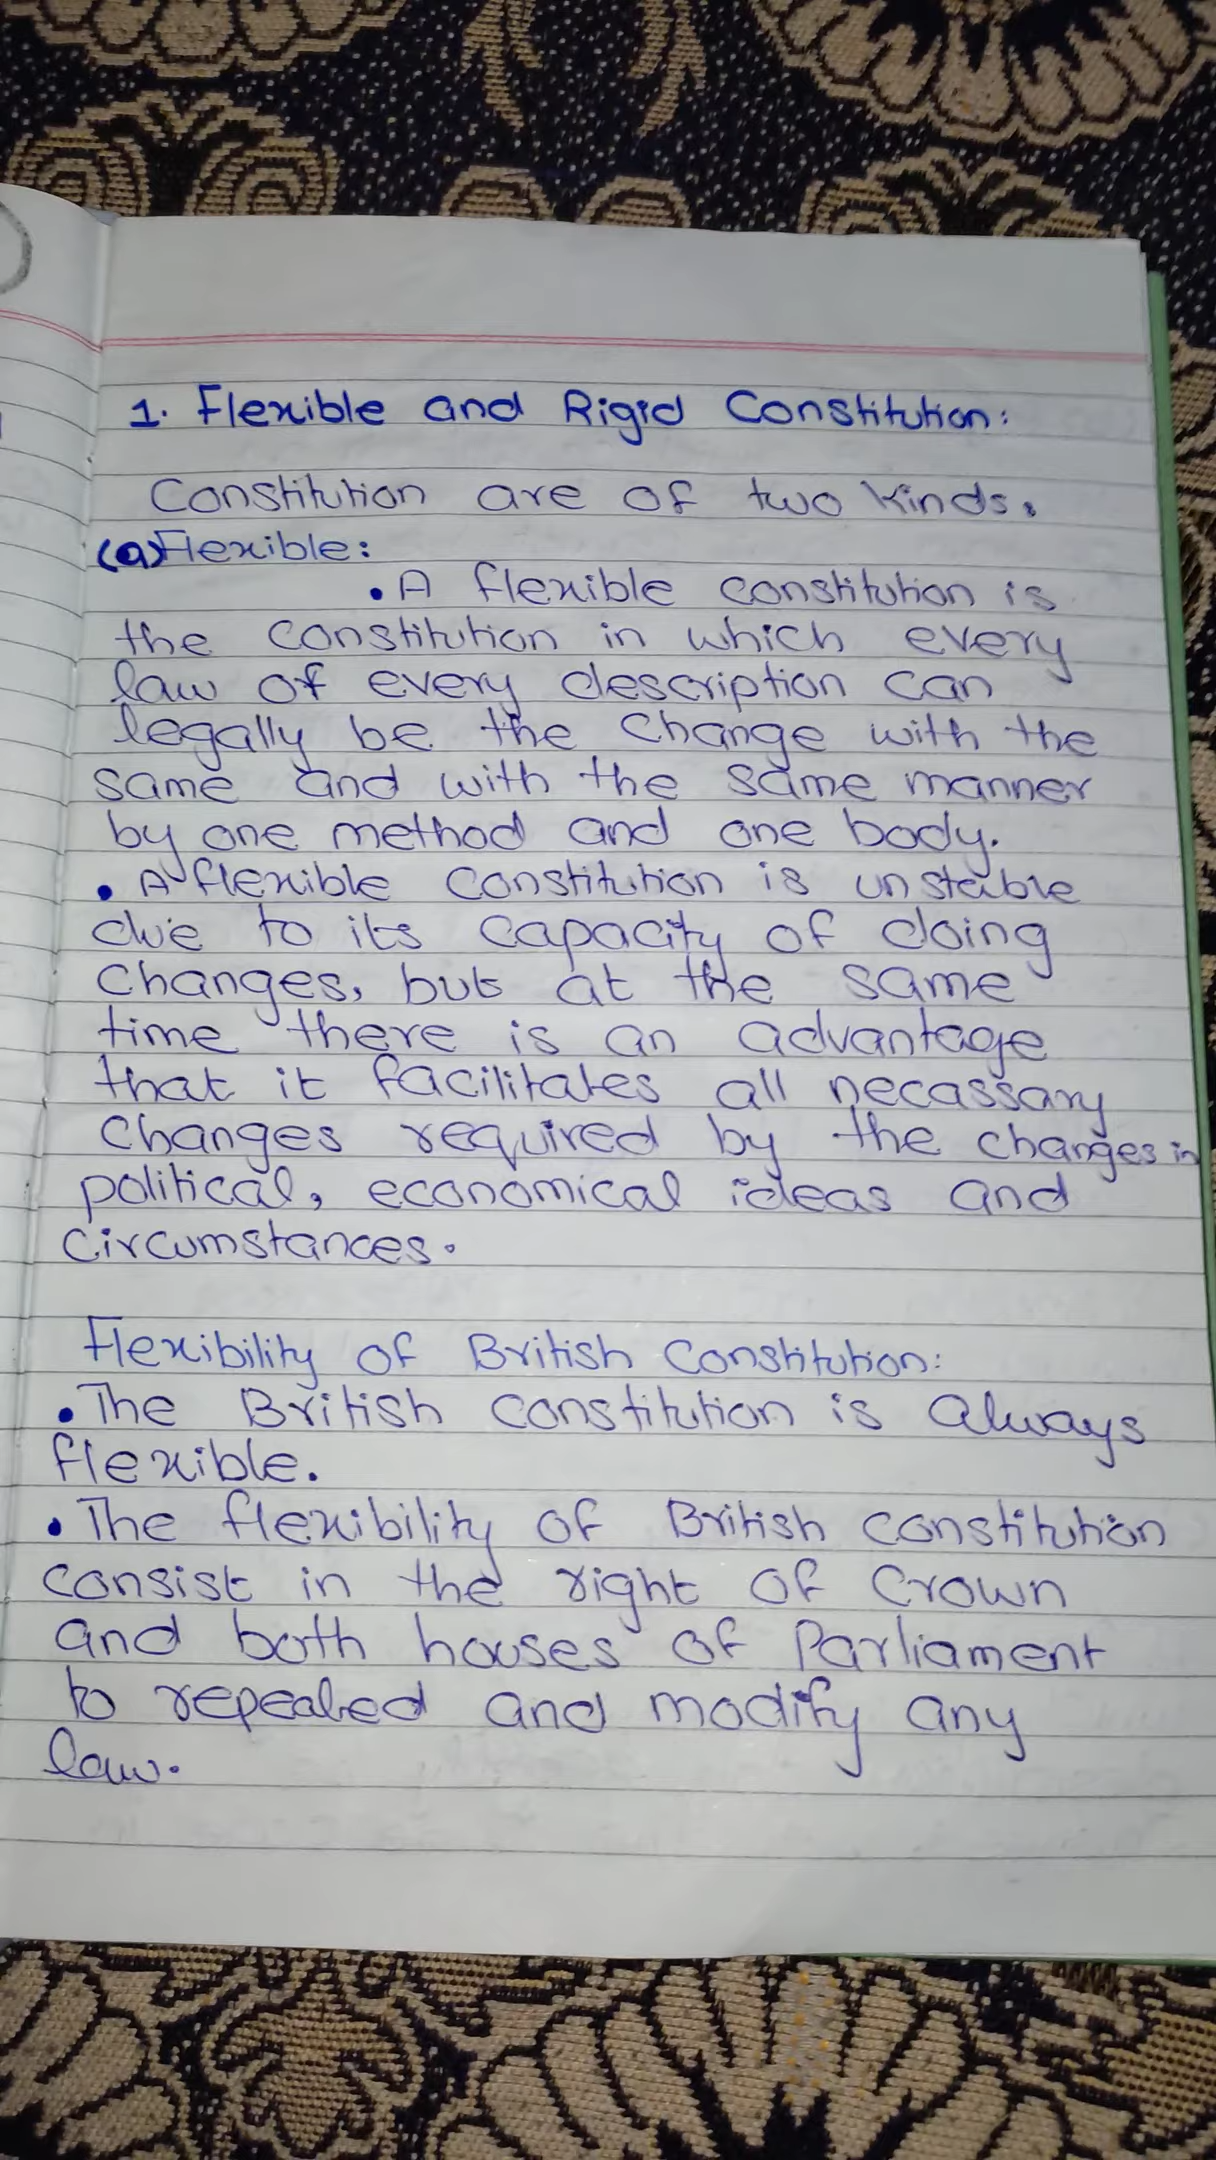 1. Flexible and Rigid Constitution:
Constitution are of two kinds.
(a) Flexible:
• A flexible constitution is
the constitution in which every
law of every description can
legally be the change with the
same and with the same manner
by one method and one body.
• A flexible constitution is unstable
due to its capacity of doing
changes, but at the same
time there is an advantage
that it facilitates all necassary
changes required by the changes in
political, economical ideas and
circumstances.
Flexibility of British Constitution:
• The British constitution is always
flexible.
• The flexibility of British constitution
consist in the right of Crown
and both houses of Parliament
to repealed and modify any
law.